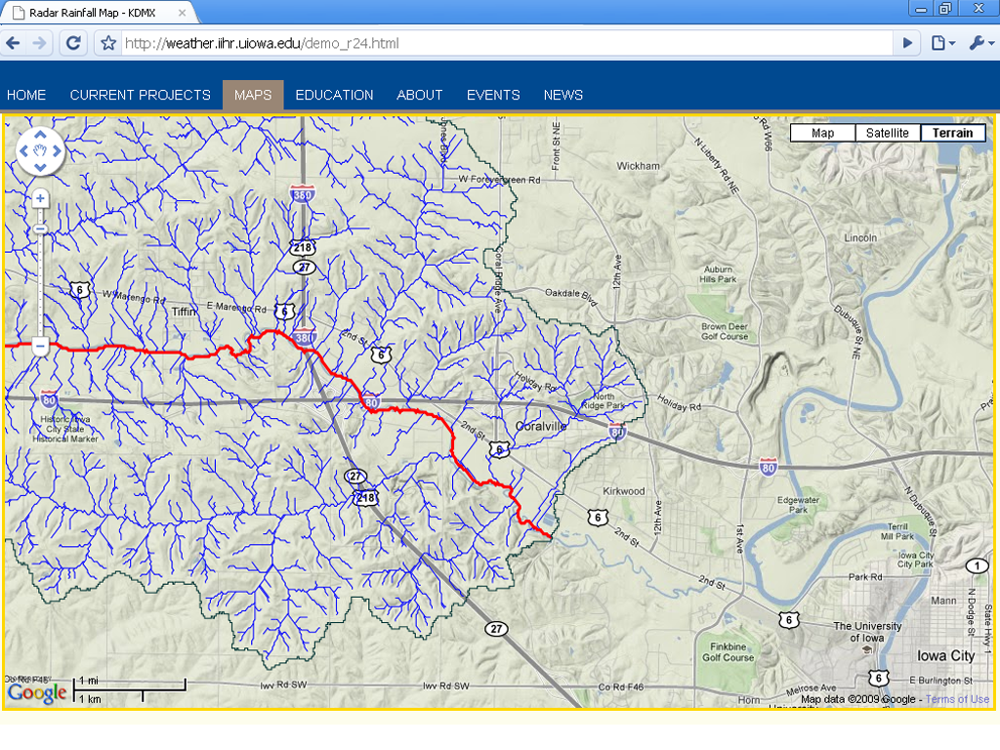 Radar Rainfall Map - KDMX
http://weather.iihr.uiowa.edu/demo_r24.html
HOME CURRENT PROJECTS MAPS EDUCATION ABOUT EVENTS NEWS
Map Satellite Terrain
Front St NE
Wickham
N Liberty Rd NE
W Forevergreen Rd
380
Lincoln
218
27
Coral Ridge Ave
12th Ave
Auburn
Hills Park
6
W Marengo Rd
E Marengo Rd
Tiffin
6
Oakdale Blvd
Dubuque St NE
Brown Deer
Golf Course
380
2nd St
6
Holiday Rd
80
80
North
Ridge Park
Holiday Rd
Historic Iowa
City State
Historical Marker
Coralville
2nd St
80
6
80
27
218
Kirkwood
Edgewater
Park
N Dubuque St
12th Ave
6
2nd St
1st Ave
Terrill
Mill Park
Iowa City
City Park
1
Park Rd
2nd St
Mann
N Dodge St
State Hwy 1
6
The University
of Iowa
27
Finkbine
Golf Course
Iowa City
6
E Burlington St
Co Rd F46
1 mi
1 km
Iwv Rd SW
Iwv Rd SW
Co Rd F46
Melrose Ave
Horn
University
Google
Map data ©2009 Google - Terms of Use